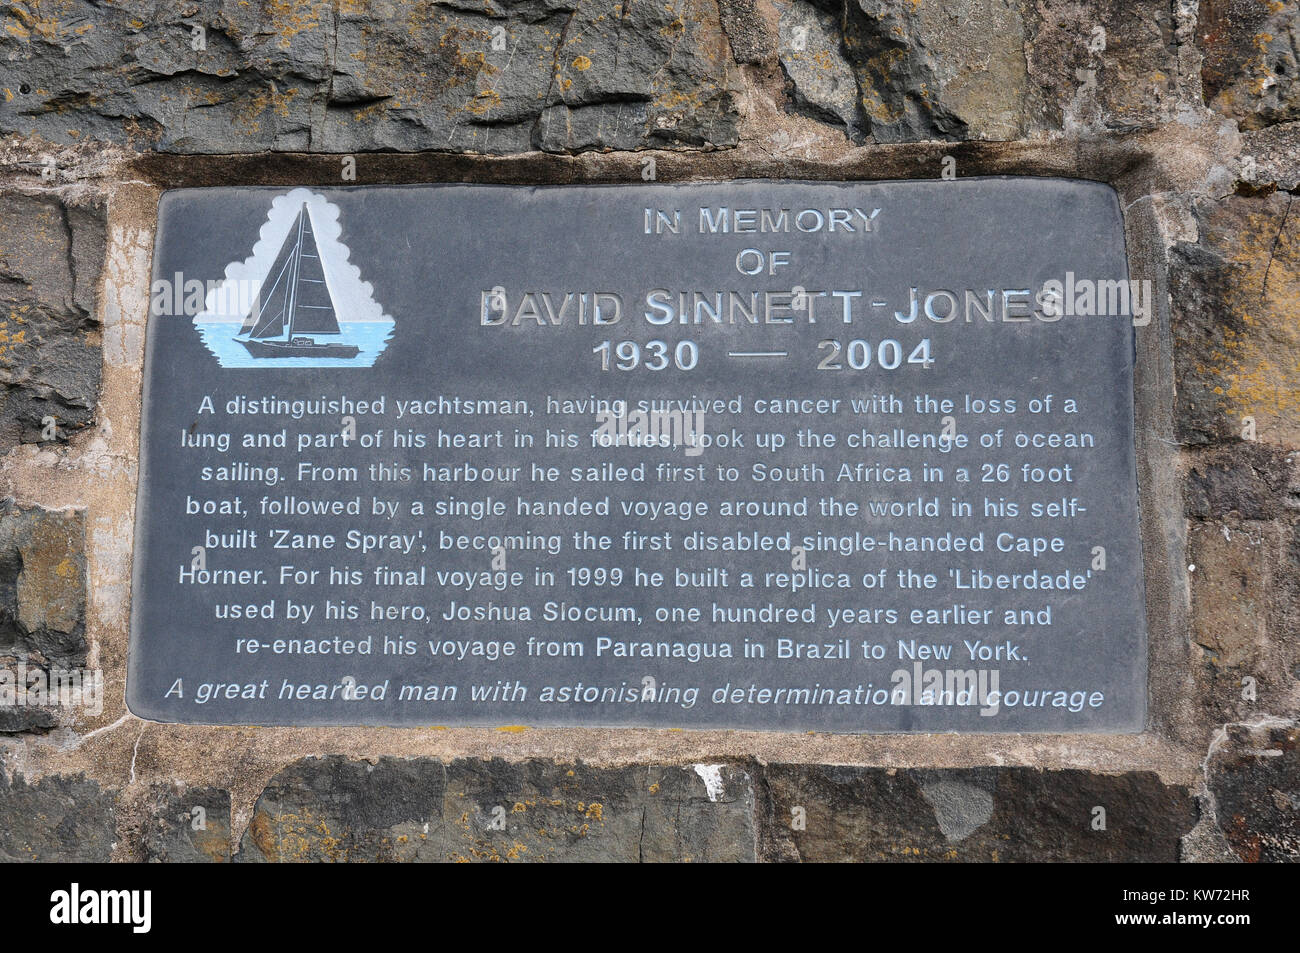 IN MEMORY
OF
DAVID SINNETT-JONES
1930 — 2004
A distinguished yachtsman, having survived cancer with the loss of a
lung and part of his heart in his forties, took up the challenge of ocean
sailing. From this harbour he sailed first to South Africa in a 26 foot
boat, followed by a single handed voyage around the world in his self-
built 'Zane Spray', becoming the first disabled single-handed Cape
Horner. For his final voyage in 1999 he built a replica of the 'Liberdade'
used by his hero, Joshua Slocum, one hundred years earlier and
re-enacted his voyage from Paranagua in Brazil to New York.
A great hearted man with astonishing determination and courage
alamy
alamy stock photo
Image ID: KW72HR
www.alamy.com